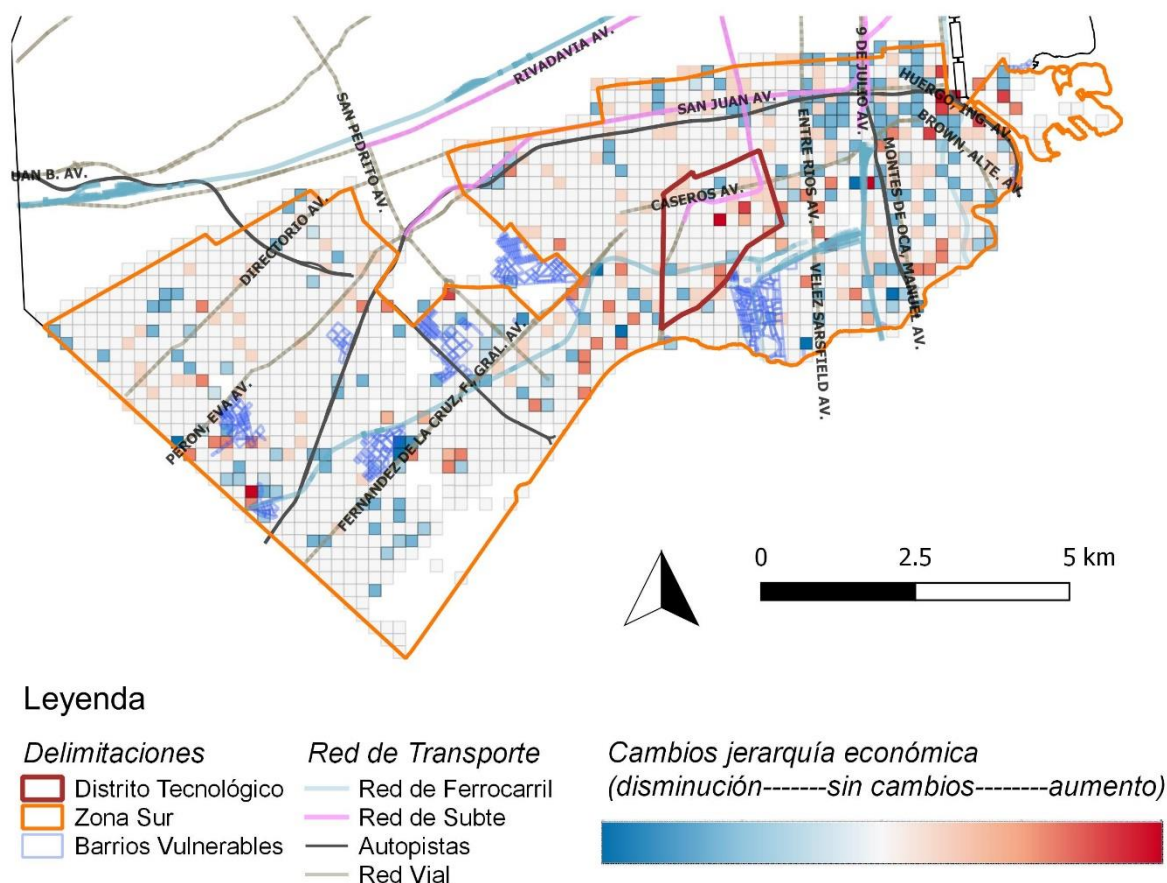 RIVADAVIA AV.
SAN PEDRITO AV.
SAN JUAN AV.
9 DE JULIO AV.
HUERGO, ING. AV.
BROWN, ALTE. AV.
ENTRE RIOS AV.
MONTES DE OCA, MANUEL AV.
UAN B. AV.
CASEROS AV.
DIRECTORIO AV.
VELEZ SARSFIELD AV.
PERON, EVA AV.
FERNANDEZ DE LA CRUZ, F., GRAL. AV.
0 2.5 5 km
Leyenda
Delimitaciones
Distrito Tecnológico
Zona Sur
Barrios Vulnerables
Red de Transporte
Red de Ferrocarril
Red de Subte
Autopistas
Red Vial
Cambios jerarquía económica
(disminución-------sin cambios--------aumento)